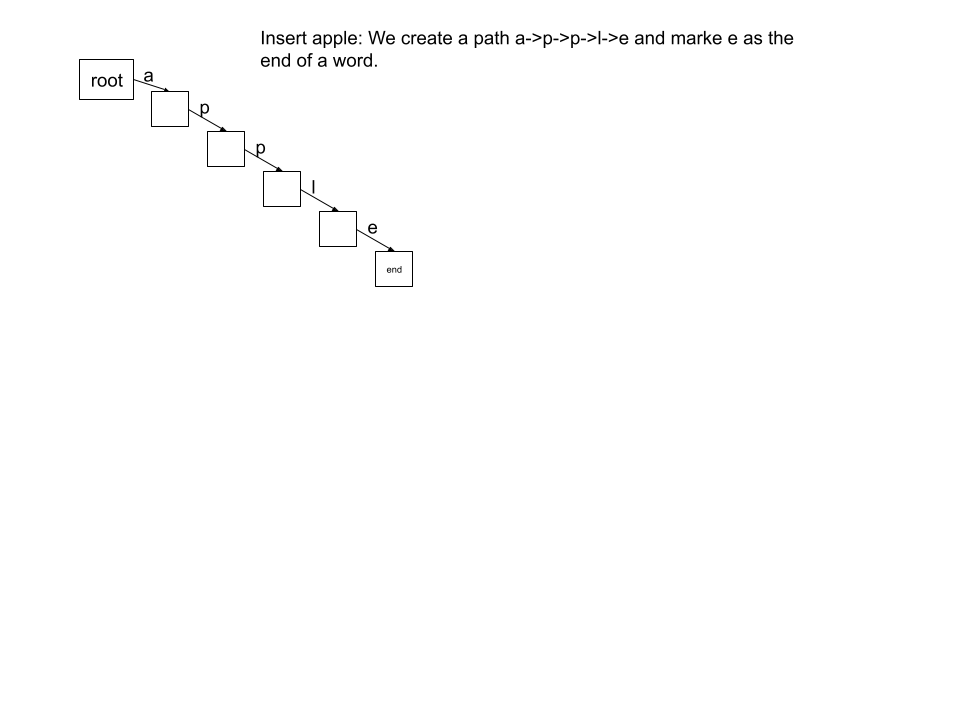 Insert apple: We create a path a->p->p->l->e and marke e as the
end of a word.
root
a
p
p
l
e
end